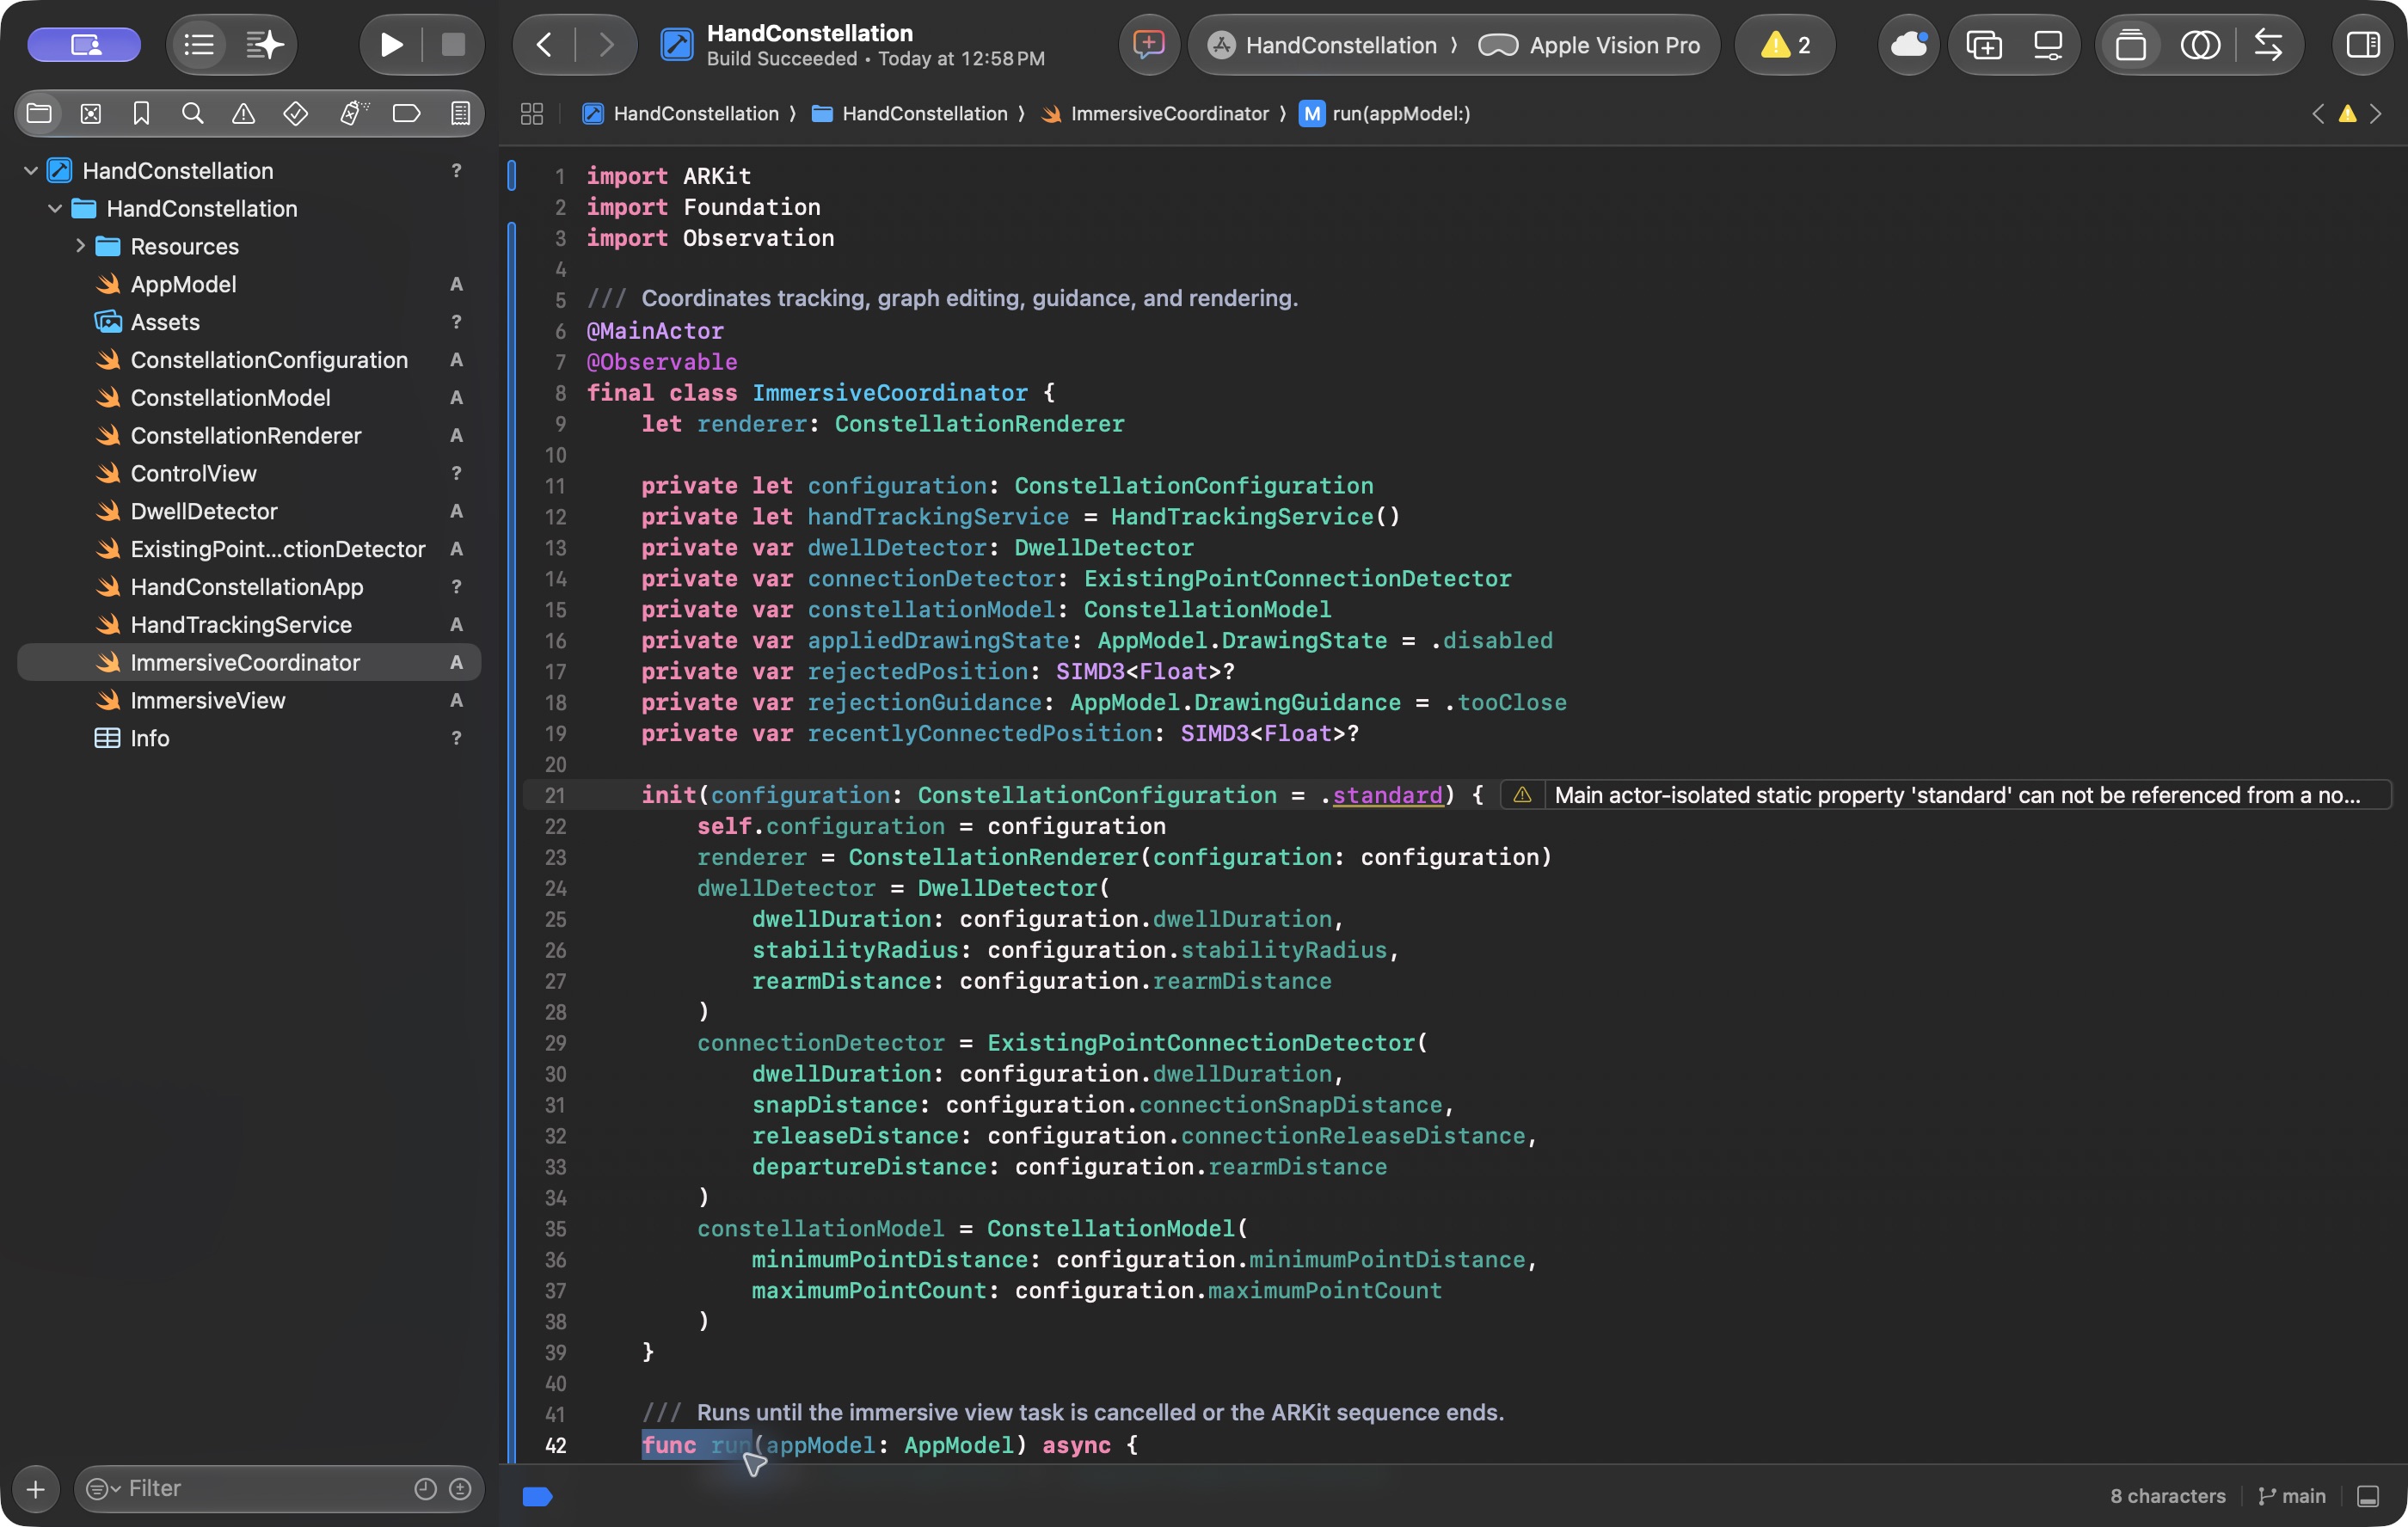 HandConstellation
Build Succeeded • Today at 12:58 PM
HandConstellation 〉 Apple Vision Pro
2
HandConstellation 〉 HandConstellation 〉 ImmersiveCoordinator 〉 M run(appModel:)
HandConstellation ?
HandConstellation
Resources
AppModel A
Assets ?
ConstellationConfiguration A
ConstellationModel A
ConstellationRenderer A
ControlView ?
DwellDetector A
ExistingPoint...ctionDetector A
HandConstellationApp ?
HandTrackingService A
ImmersiveCoordinator A
ImmersiveView A
Info ?
Filter
1 import ARKit
2 import Foundation
3 import Observation
4
5 /// Coordinates tracking, graph editing, guidance, and rendering.
6 @MainActor
7 @Observable
8 final class ImmersiveCoordinator {
9 let renderer: ConstellationRenderer
10
11 private let configuration: ConstellationConfiguration
12 private let handTrackingService = HandTrackingService()
13 private var dwellDetector: DwellDetector
14 private var connectionDetector: ExistingPointConnectionDetector
15 private var constellationModel: ConstellationModel
16 private var appliedDrawingState: AppModel.DrawingState = .disabled
17 private var rejectedPosition: SIMD3<Float>?
18 private var rejectionGuidance: AppModel.DrawingGuidance = .tooClose
19 private var recentlyConnectedPosition: SIMD3<Float>?
20
21 init(configuration: ConstellationConfiguration = .standard) { Main actor-isolated static property 'standard' can not be referenced from a no...
22 self.configuration = configuration
23 renderer = ConstellationRenderer(configuration: configuration)
24 dwellDetector = DwellDetector(
25 dwellDuration: configuration.dwellDuration,
26 stabilityRadius: configuration.stabilityRadius,
27 rearmDistance: configuration.rearmDistance
28 )
29 connectionDetector = ExistingPointConnectionDetector(
30 dwellDuration: configuration.dwellDuration,
31 snapDistance: configuration.connectionSnapDistance,
32 releaseDistance: configuration.connectionReleaseDistance,
33 departureDistance: configuration.rearmDistance
34 )
35 constellationModel = ConstellationModel(
36 minimumPointDistance: configuration.minimumPointDistance,
37 maximumPointCount: configuration.maximumPointCount
38 )
39 }
40
41 /// Runs until the immersive view task is cancelled or the ARKit sequence ends.
42 func run(appModel: AppModel) async {
8 characters main